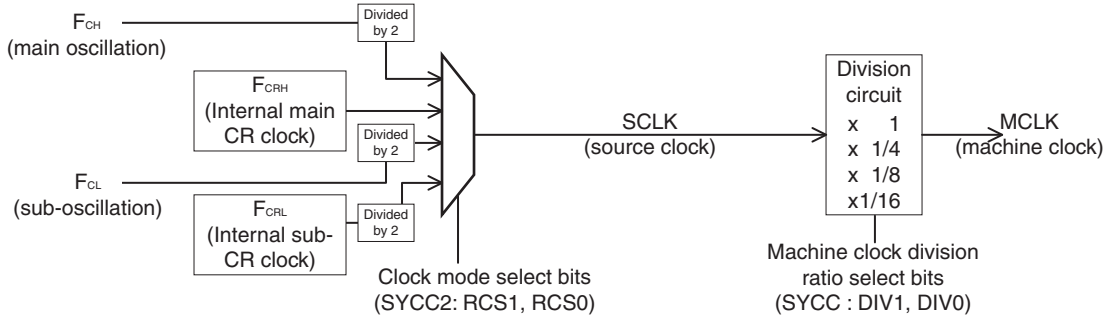 FCH
(main oscillation)
Divided
by 2
FCRH
(Internal main
CR clock)
Divided
by 2
FCL
(sub-oscillation)
FCRL
(Internal sub-
CR clock)
Divided
by 2
Clock mode select bits
(SYCC2: RCS1, RCS0)
SCLK
(source clock)
Division
circuit
x 1
x 1/4
x 1/8
x1/16
MCLK
(machine clock)
Machine clock division
ratio select bits
(SYCC : DIV1, DIV0)